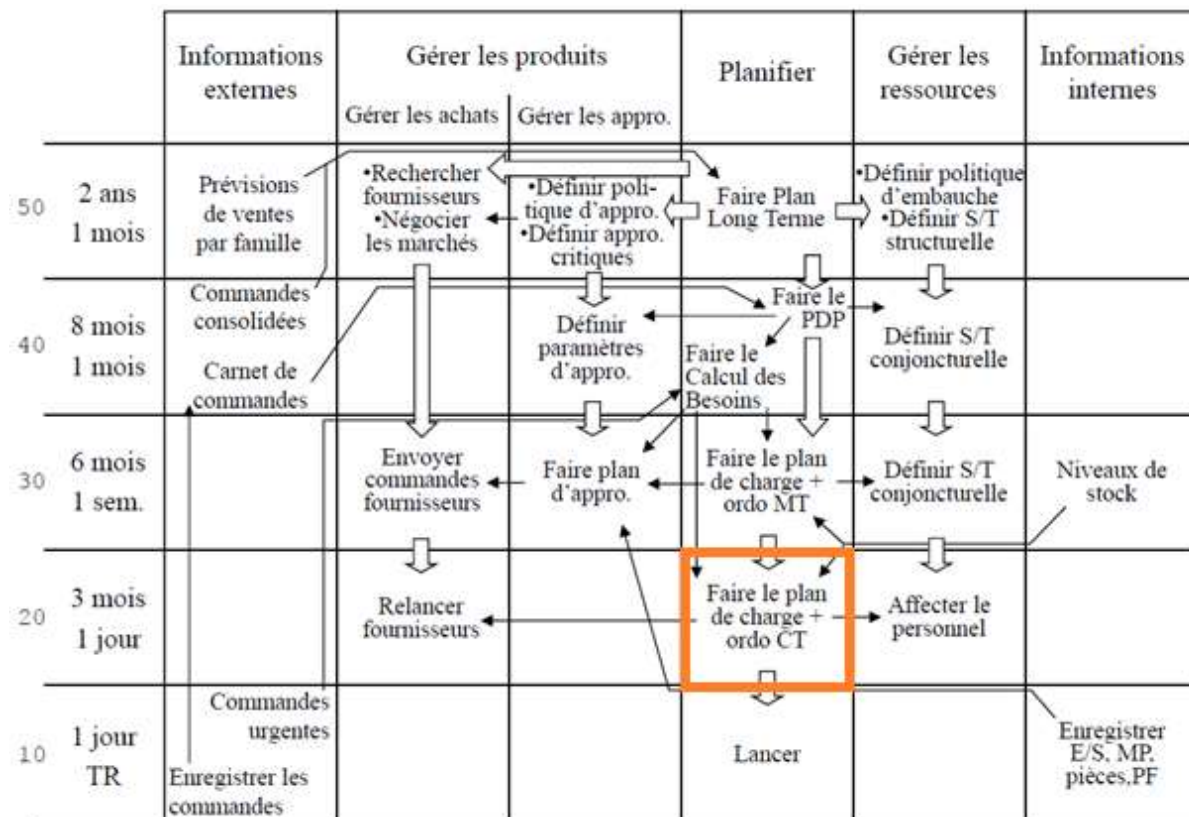 Informations
externes
Gérer les produits
Gérer les achats
Gérer les appro.
Planifier
Gérer les
ressources
Informations
internes
50
2 ans
1 mois
Prévisions
de ventes
par famille
•Rechercher
fournisseurs
•Négocier
les marchés
•Définir poli-
tique d'appro.
•Définir appro.
critiques
Faire Plan
Long Terme
•Définir politique
d'embauche
•Définir S/T
structurelle
40
8 mois
1 mois
Commandes
consolidées
Carnet de
commandes
Définir
paramètres
d'appro.
Faire le
PDP
Faire le
Calcul des
Besoins
Définir S/T
conjoncturelle
30
6 mois
1 sem.
Envoyer
commandes
fournisseurs
Faire plan
d'appro.
Faire le plan
de charge +
ordo MT
Définir S/T
conjoncturelle
Niveaux de
stock
20
3 mois
1 jour
Relancer
fournisseurs
Faire le plan
de charge +
ordo CT
Affecter le
personnel
10
1 jour
TR
Commandes
urgentes
Enregistrer les
commandes
Lancer
Enregistrer
E/S, MP,
pièces,PF